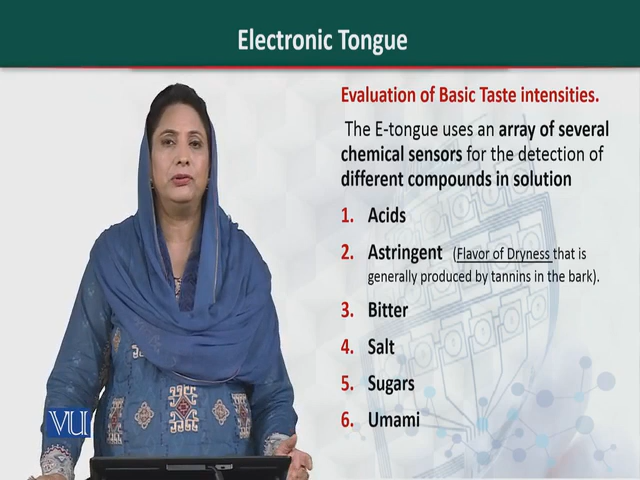 Electronic Tongue
Evaluation of Basic Taste intensities.
The E-tongue uses an array of several
chemical sensors for the detection of
different compounds in solution
1. Acids
2. Astringent (Flavor of Dryness that is
generally produced by tannins in the bark).
3. Bitter
4. Salt
5. Sugars
6. Umami
VU